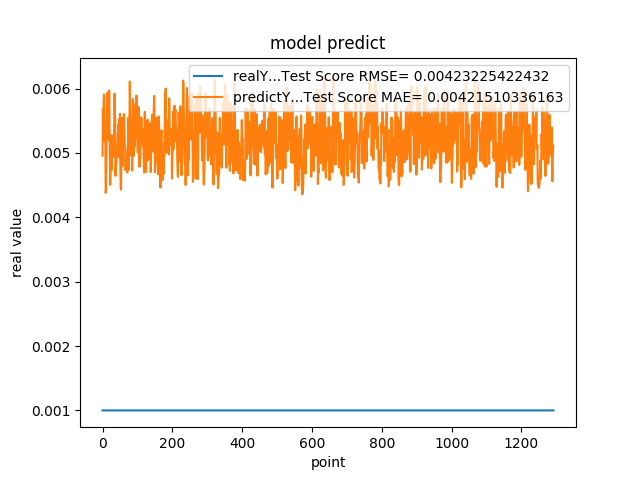 model predict
realY...Test Score RMSE= 0.00423225422432
predictY...Test Score MAE= 0.00421510336163
0.006
0.005
0.004
0.003
0.002
0.001
real value
0 200 400 600 800 1000 1200
point